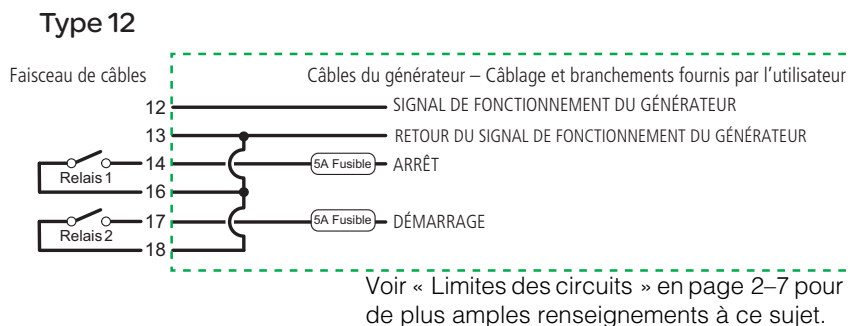 Type 12
Faisceau de câbles
Câbles du générateur – Câblage et branchements fournis par l'utilisateur
12
SIGNAL DE FONCTIONNEMENT DU GÉNÉRATEUR
13
RETOUR DU SIGNAL DE FONCTIONNEMENT DU GÉNÉRATEUR
14
5A Fusible
ARRÊT
Relais 1
16
17
5A Fusible
DÉMARRAGE
Relais 2
18
Voir « Limites des circuits » en page 2–7 pour
de plus amples renseignements à ce sujet.